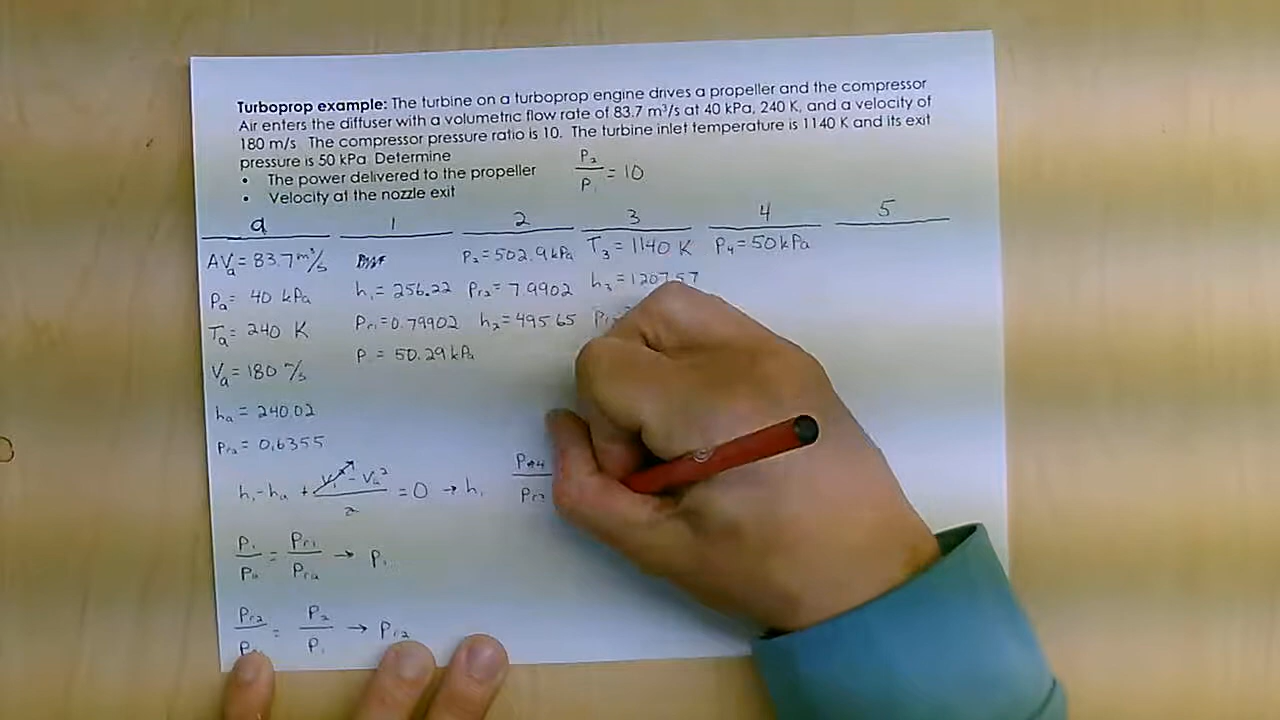 Turboprop example: The turbine on a turboprop engine drives a propeller and the compressor
Air enters the diffuser with a volumetric flow rate of 83.7 m³/s at 40 kPa, 240 K, and a velocity of
180 m/s The compressor pressure ratio is 10. The turbine inlet temperature is 1140 K and its exit
pressure is 50 kPa Determine
• The power delivered to the propeller
• Velocity at the nozzle exit
P₂/P₁ = 10
a 1 2 3 4 5
AVₐ = 83.7 m³/s P₂ = 502.9 kPa T₃ = 1140 K P₄ = 50 kPa
Pₐ = 40 kPa h₁ = 256.22 Pr₂ = 7.9902 h₃ = 1207.57
Tₐ = 240 K Pr₁ = 0.79902 h₂ = 495.65
Vₐ = 180 m/s P = 50.29 kPa
hₐ = 240.02
Prₐ = 0.6355
h₁ - hₐ + (V₁² - Vₐ²)/2 = 0 → h₁
P₁/Pₐ = Pr₁/Prₐ → P₁
Pr₂/Pr₁ = P₂/P₁ → Pr₂